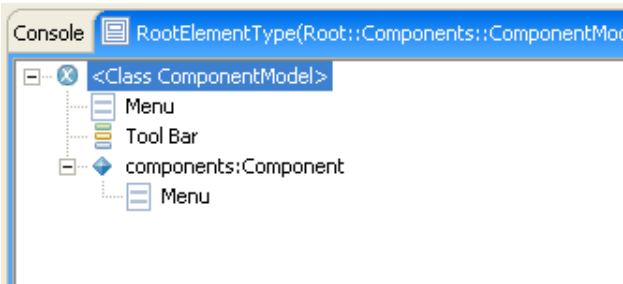 Console RootElementType(Root::Components::ComponentMod
<Class ComponentModel>
Menu
Tool Bar
components:Component
Menu